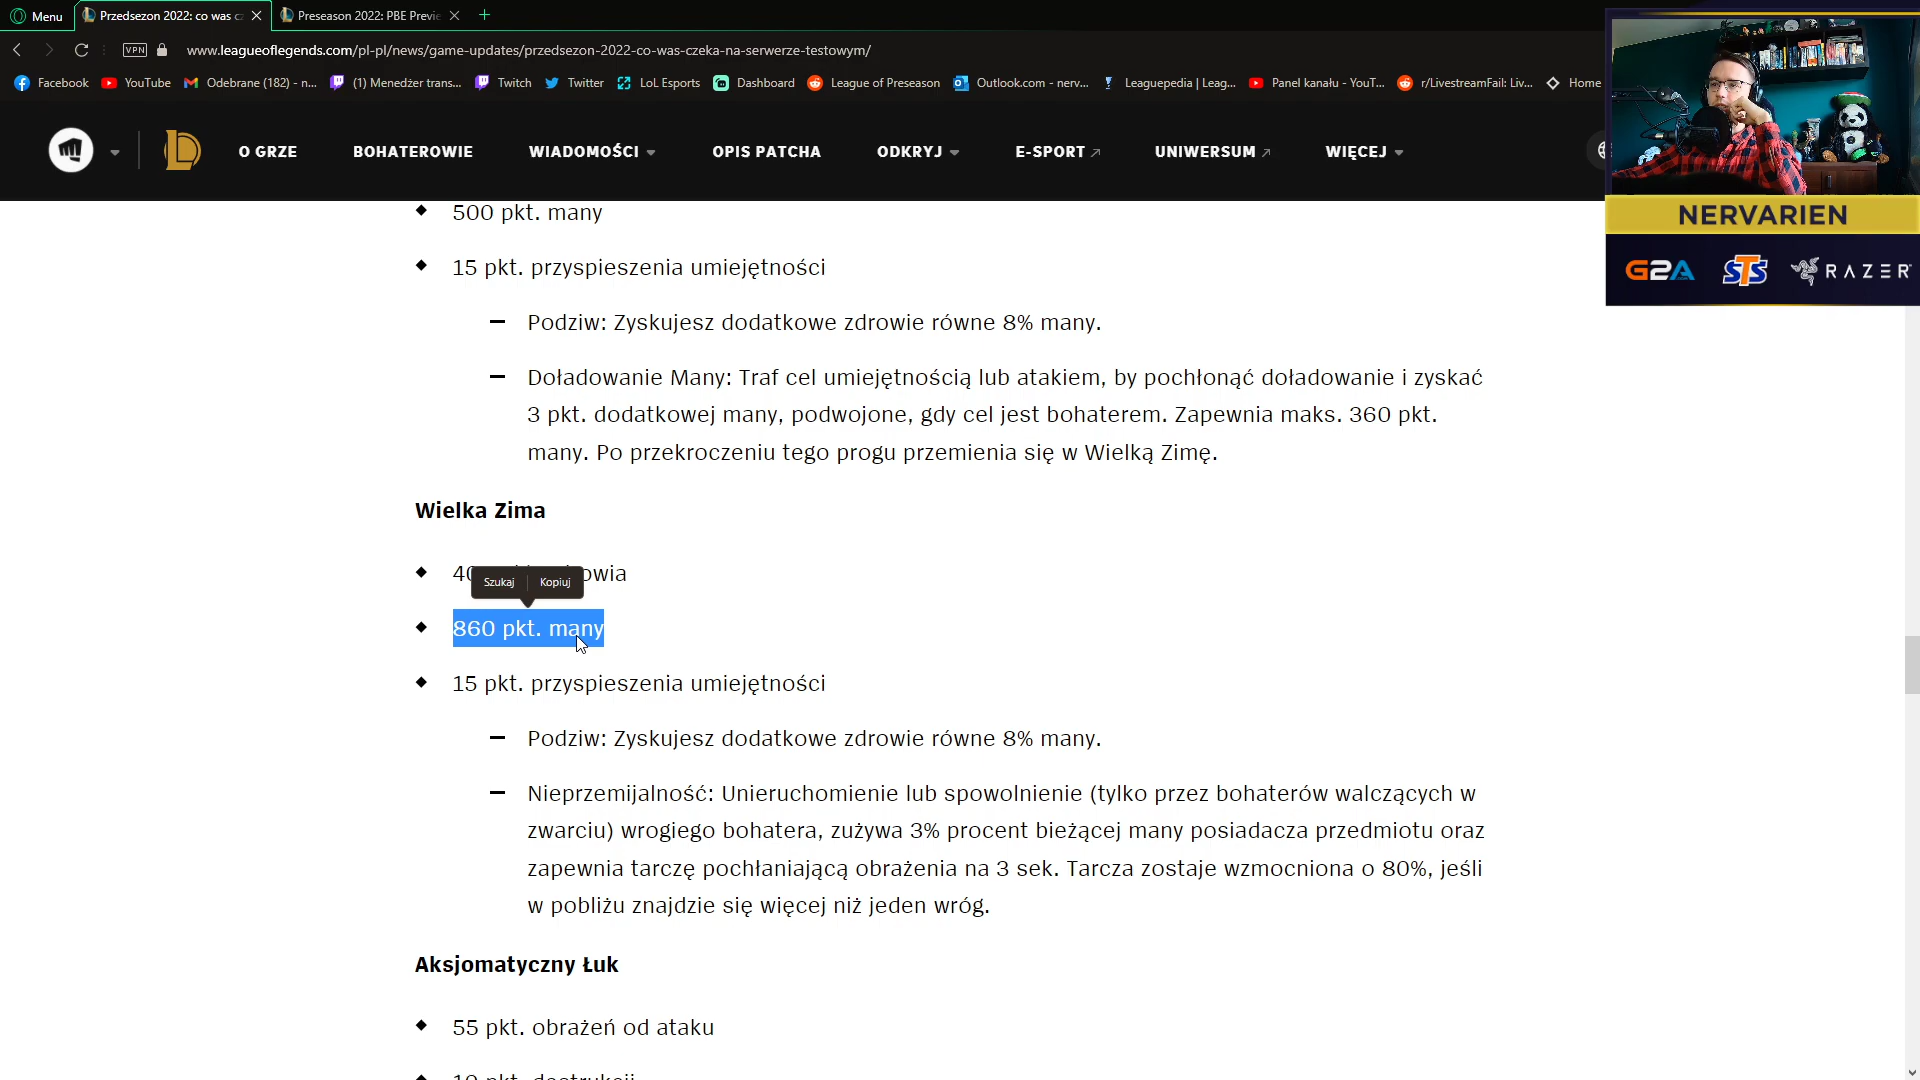 Menu
Przedsezon 2022: co was cz
Preseason 2022: PBE Previe
VPN
www.leagueoflegends.com/pl-pl/news/game-updates/przedsezon-2022-co-was-czeka-na-serwerze-testowym/
Facebook
YouTube
Odebrane (182) - n...
(1) Menedżer trans...
Twitch
Twitter
LoL Esports
Dashboard
League of Preseason
Outlook.com - nerv...
Leaguepedia | Leag...
Panel kanału - YouT...
r/LivestreamFail: Liv...
Home
O GRZE
BOHATEROWIE
WIADOMOŚCI
OPIS PATCHA
ODKRYJ
E-SPORT
UNIWERSUM
WIĘCEJ
NERVARIEN
G2A
STS
RAZER
500 pkt. many
15 pkt. przyspieszenia umiejętności
Podziw: Zyskujesz dodatkowe zdrowie równe 8% many.
Doładowanie Many: Traf cel umiejętnością lub atakiem, by pochłonąć doładowanie i zyskać
3 pkt. dodatkowej many, podwojone, gdy cel jest bohaterem. Zapewnia maks. 360 pkt.
many. Po przekroczeniu tego progu przemienia się w Wielką Zimę.
Wielka Zima
Szukaj
Kopiuj
860 pkt. many
15 pkt. przyspieszenia umiejętności
Podziw: Zyskujesz dodatkowe zdrowie równe 8% many.
Nieprzemijalność: Unieruchomienie lub spowolnienie (tylko przez bohaterów walczących w
zwarciu) wrogiego bohatera, zużywa 3% procent bieżącej many posiadacza przedmiotu oraz
zapewnia tarczę pochłaniającą obrażenia na 3 sek. Tarcza zostaje wzmocniona o 80%, jeśli
w pobliżu znajdzie się więcej niż jeden wróg.
Aksjomatyczny Łuk
55 pkt. obrażeń od ataku
10 pkt. destrukcji